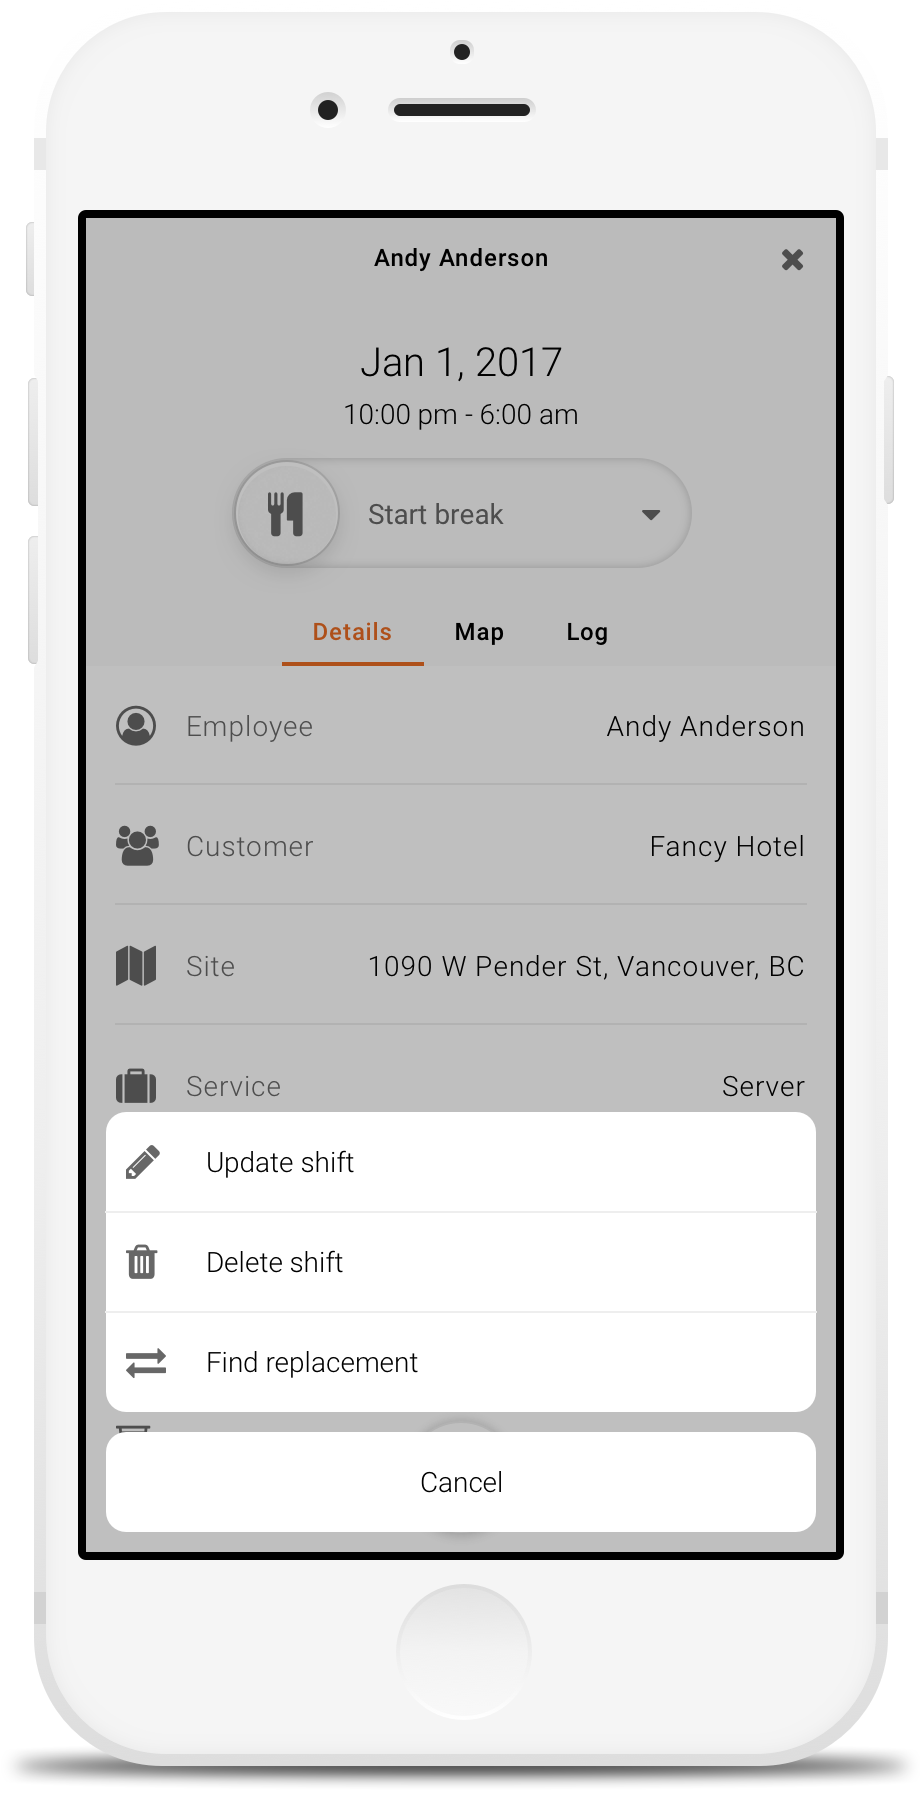 Andy Anderson
Jan 1, 2017
10:00 pm - 6:00 am
Start break
Details Map Log
Employee Andy Anderson
Customer Fancy Hotel
Site 1090 W Pender St, Vancouver, BC
Service Server
Update shift
Delete shift
Find replacement
Cancel